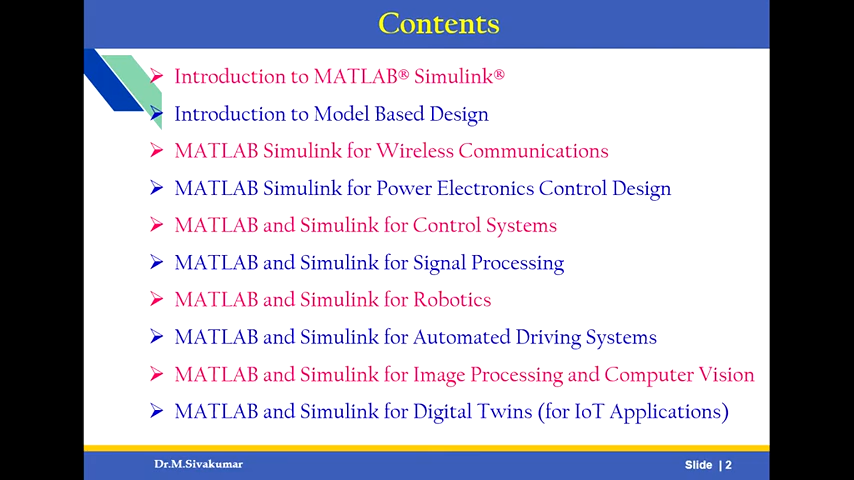 Contents
Introduction to MATLAB® Simulink®
Introduction to Model Based Design
MATLAB Simulink for Wireless Communications
MATLAB Simulink for Power Electronics Control Design
MATLAB and Simulink for Control Systems
MATLAB and Simulink for Signal Processing
MATLAB and Simulink for Robotics
MATLAB and Simulink for Automated Driving Systems
MATLAB and Simulink for Image Processing and Computer Vision
MATLAB and Simulink for Digital Twins (for IoT Applications)
Dr.M.Sivakumar
Slide | 2